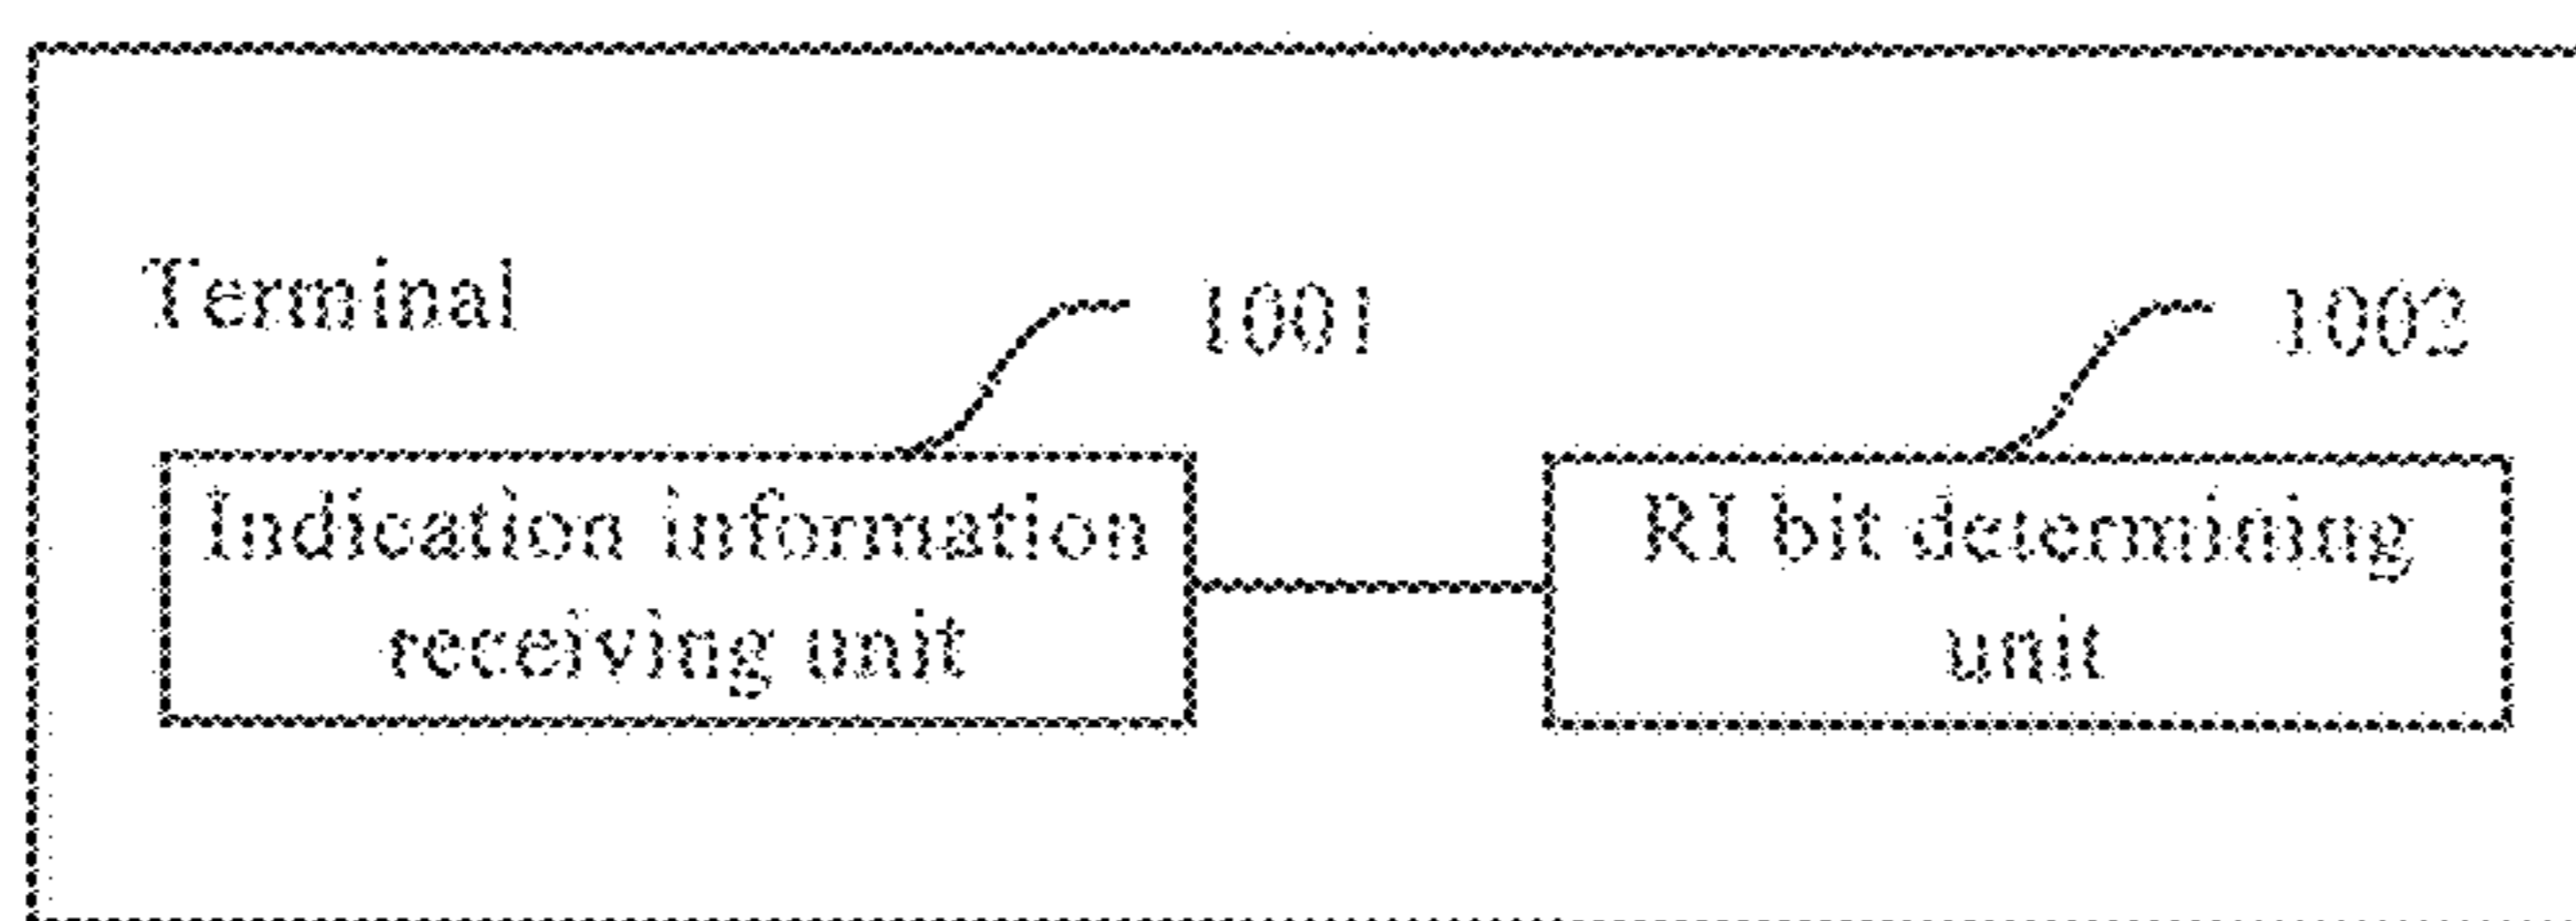 Terminal
1001
1002
Indication information
receiving unit
RI bit determining
unit